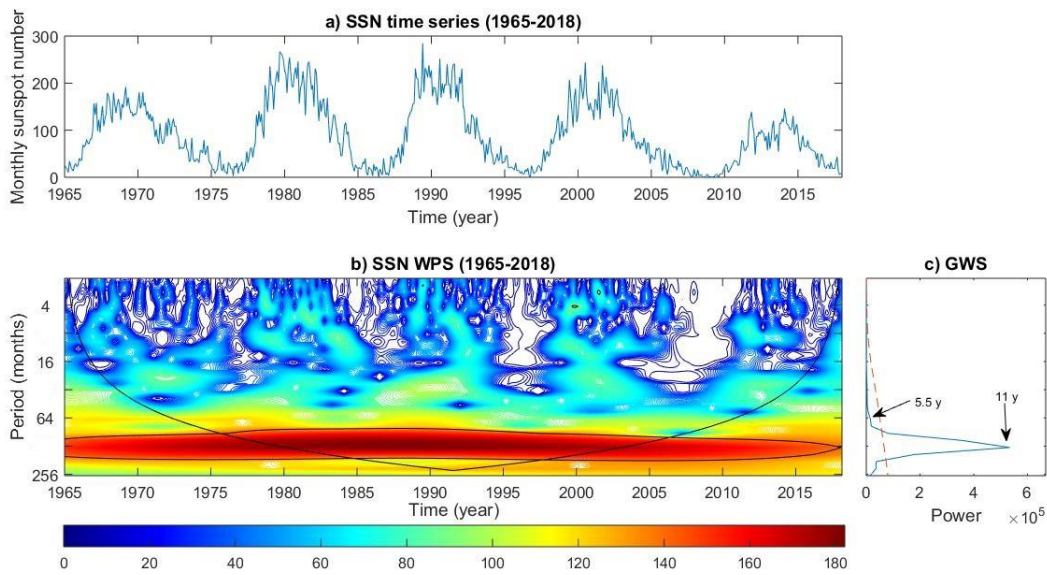 a) SSN time series (1965-2018)
Monthly sunspot number
300
200
100
0
1965 1970 1975 1980 1985 1990 1995 2000 2005 2010 2015
Time (year)
b) SSN WPS (1965-2018)
Period (months)
4
16
64
256
1965 1970 1975 1980 1985 1990 1995 2000 2005 2010 2015
Time (year)
c) GWS
5.5 y
11 y
0 2 4 6
Power × 10⁵
0 20 40 60 80 100 120 140 160 180